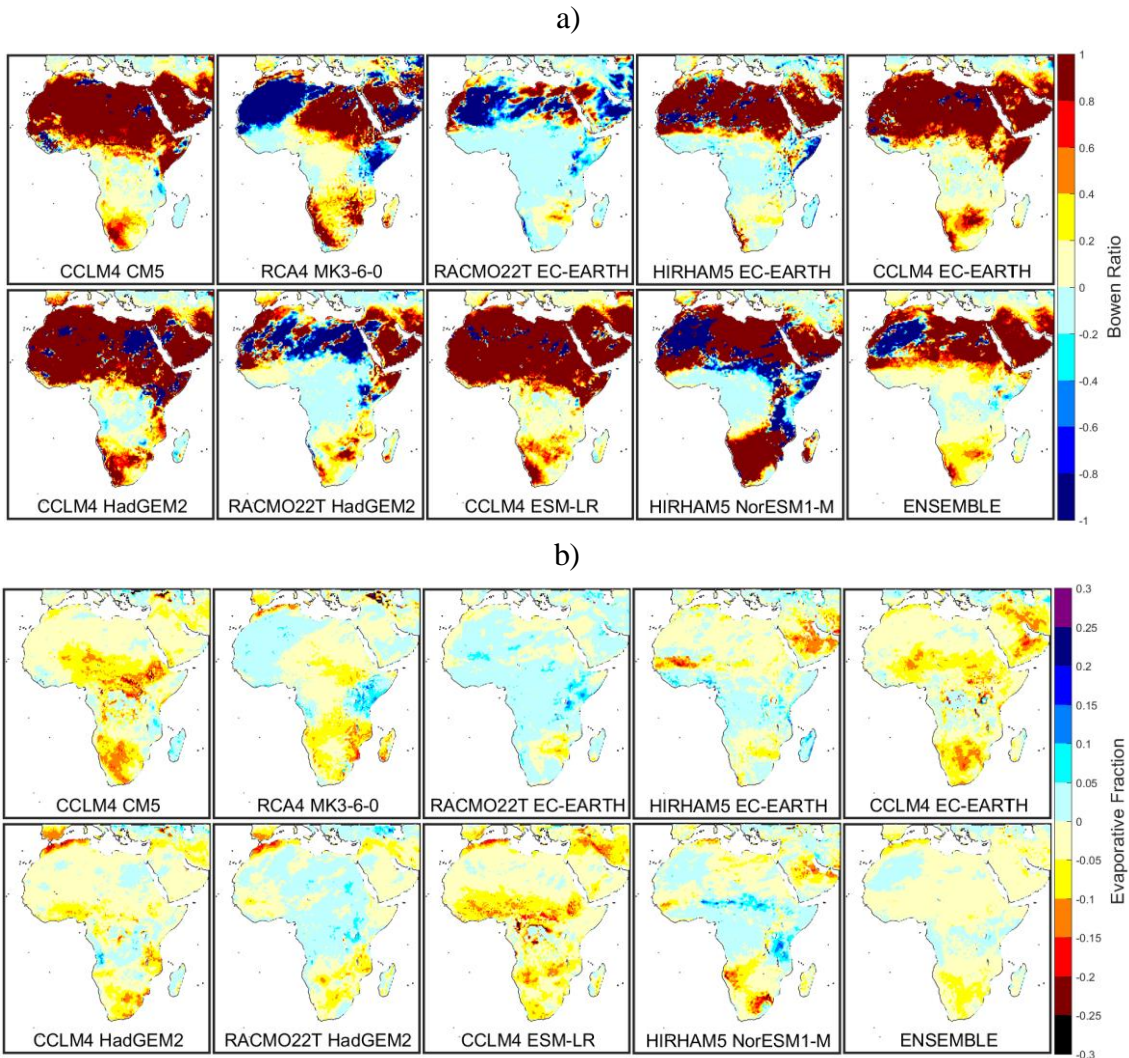 a)
CCLM4 CM5
RCA4 MK3-6-0
RACMO22T EC-EARTH
HIRHAM5 EC-EARTH
CCLM4 EC-EARTH
CCLM4 HadGEM2
RACMO22T HadGEM2
CCLM4 ESM-LR
HIRHAM5 NorESM1-M
ENSEMBLE
1
0.8
0.6
0.4
0.2
0
-0.2
-0.4
-0.6
-0.8
-1
Bowen Ratio
b)
CCLM4 CM5
RCA4 MK3-6-0
RACMO22T EC-EARTH
HIRHAM5 EC-EARTH
CCLM4 EC-EARTH
CCLM4 HadGEM2
RACMO22T HadGEM2
CCLM4 ESM-LR
HIRHAM5 NorESM1-M
ENSEMBLE
0.3
0.25
0.2
0.15
0.1
0.05
0
-0.05
-0.1
-0.15
-0.2
-0.25
-0.3
Evaporative Fraction